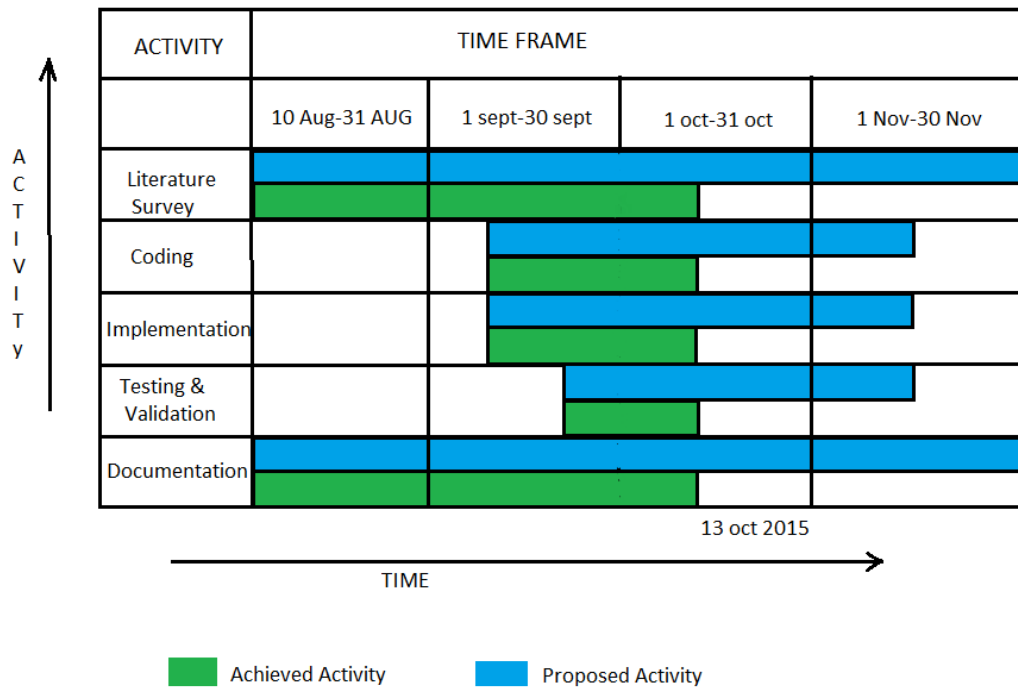 ACTIVITY
TIME FRAME
10 Aug-31 AUG
1 sept-30 sept
1 oct-31 oct
1 Nov-30 Nov
A
C
T
I
V
I
T
y
Literature
Survey
Coding
Implementation
Testing &
Validation
Documentation
13 oct 2015
TIME
Achieved Activity
Proposed Activity